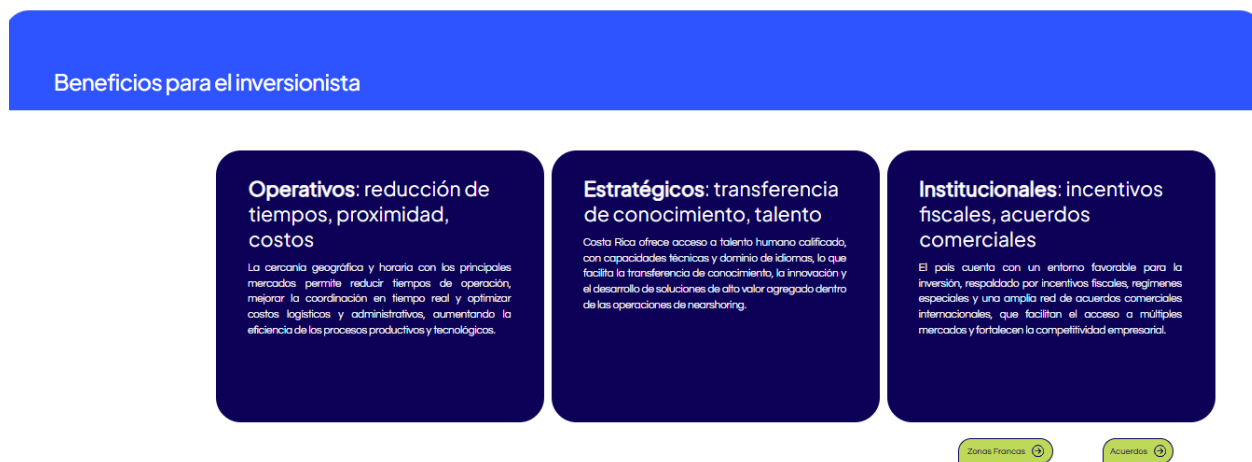 Beneficios para el inversionista
Operativos: reducción de
tiempos, proximidad,
costos
La cercanía geográfica y horaria con los principales
mercados permite reducir tiempos de operación,
mejorar la coordinación en tiempo real y optimizar
costos logísticos y administrativos, aumentando la
eficiencia de los procesos productivos y tecnológicos.
Estratégicos: transferencia
de conocimiento, talento
Costa Rica ofrece acceso a talento humano calificado,
con capacidades técnicas y dominio de idiomas, lo que
facilita la transferencia de conocimiento, la innovación y
el desarrollo de soluciones de alto valor agregado dentro
de las operaciones de nearshoring.
Institucionales: incentivos
fiscales, acuerdos
comerciales
El país cuenta con un entorno favorable para la
inversión, respaldado por incentivos fiscales, regímenes
especiales y una amplia red de acuerdos comerciales
internacionales, que facilitan el acceso a múltiples
mercados y fortalecen la competitividad empresarial.
Zonas Francas
Acuerdos